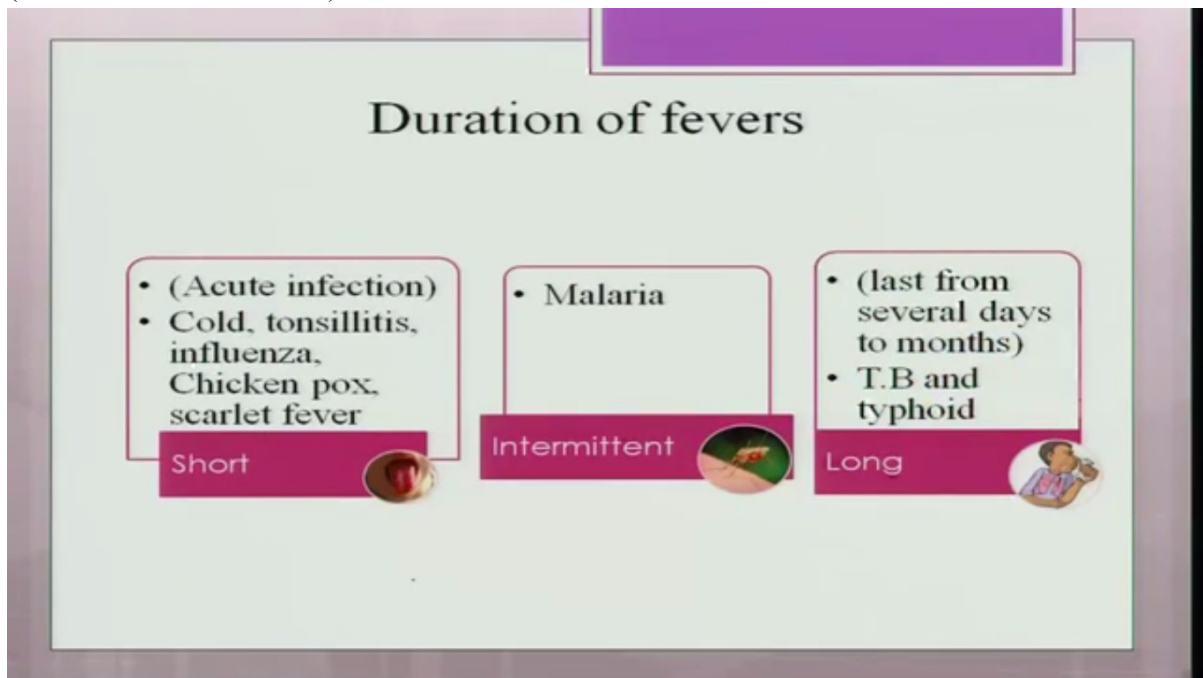 Duration of fevers
• (Acute infection)
• Cold, tonsillitis,
influenza,
Chicken pox,
scarlet fever
Short
• Malaria
Intermittent
• (last from
several days
to months)
• T.B and
typhoid
Long